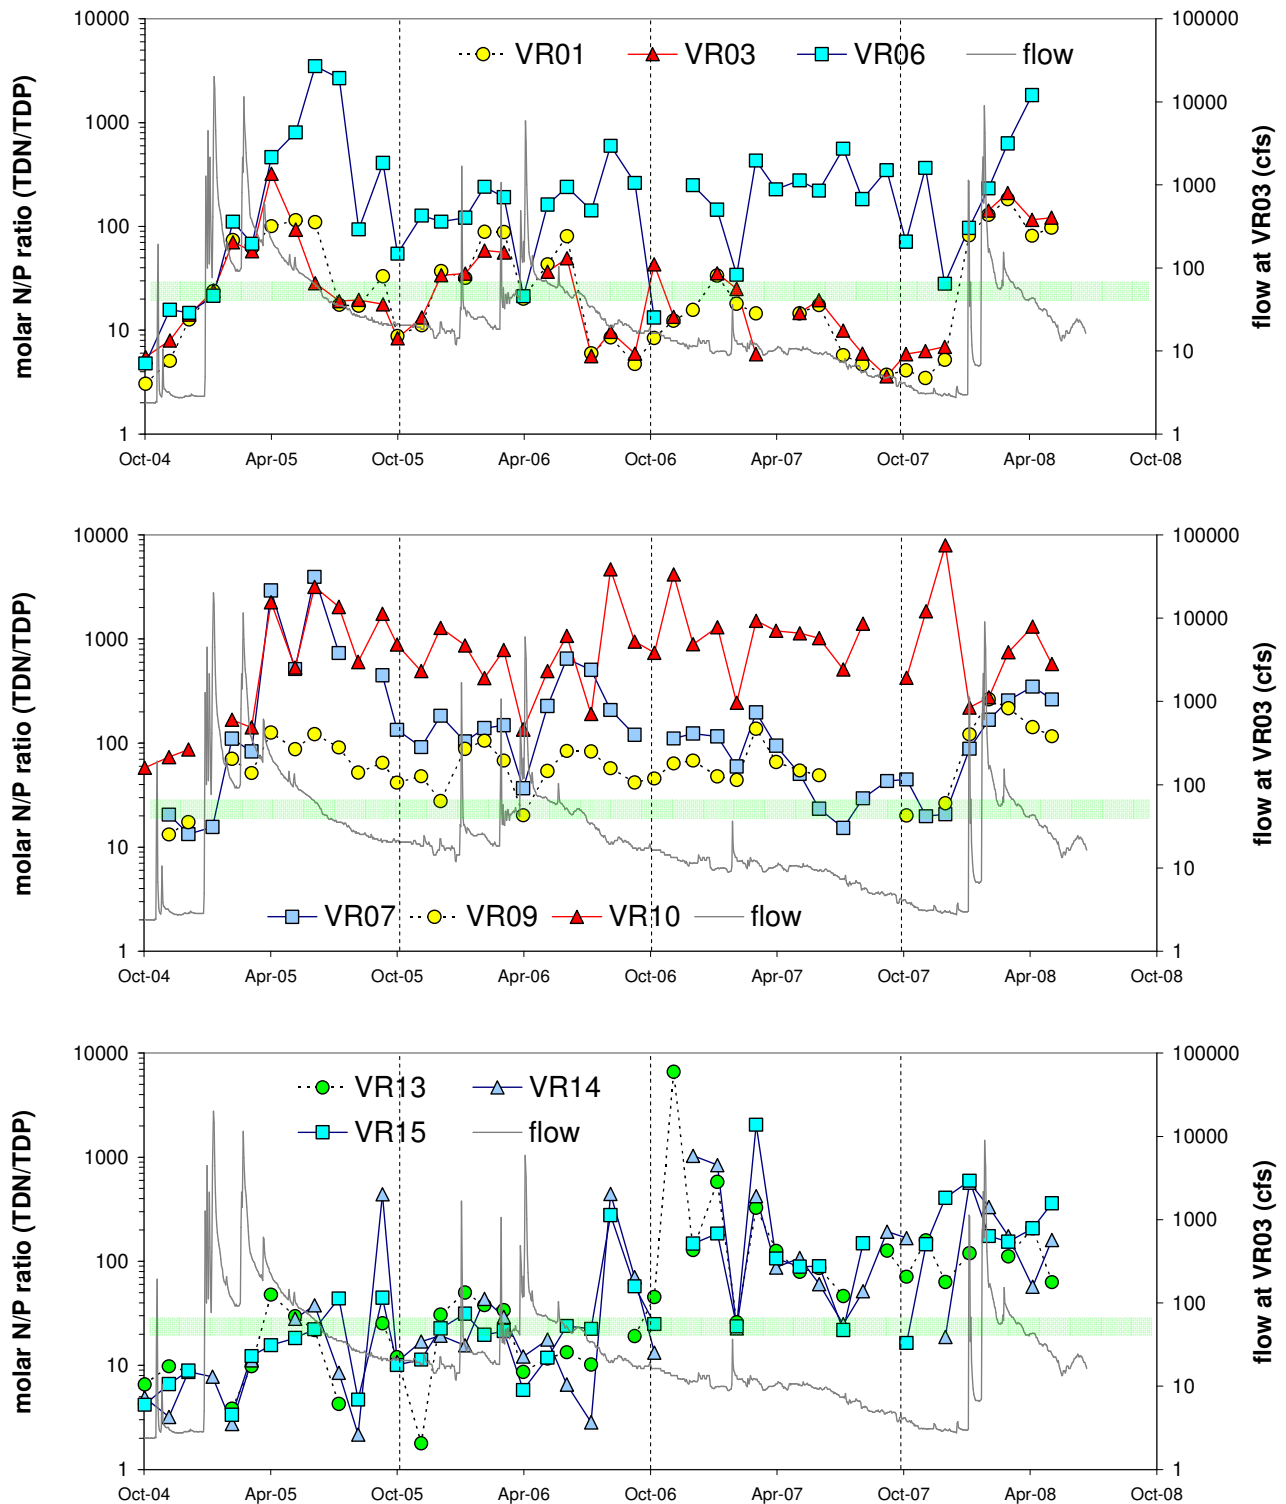 VR01 VR03 VR06 flow
molar N/P ratio (TDN/TDP)
10000
1000
100
10
1
flow at VR03 (cfs)
100000
10000
1000
100
10
1
Oct-04 Apr-05 Oct-05 Apr-06 Oct-06 Apr-07 Oct-07 Apr-08 Oct-08
molar N/P ratio (TDN/TDP)
10000
1000
100
10
1
flow at VR03 (cfs)
100000
10000
1000
100
10
1
VR07 VR09 VR10 flow
Oct-04 Apr-05 Oct-05 Apr-06 Oct-06 Apr-07 Oct-07 Apr-08 Oct-08
VR13 VR14
VR15 flow
molar N/P ratio (TDN/TDP)
10000
1000
100
10
1
flow at VR03 (cfs)
100000
10000
1000
100
10
1
Oct-04 Apr-05 Oct-05 Apr-06 Oct-06 Apr-07 Oct-07 Apr-08 Oct-08